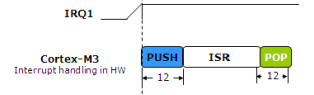 IRQ1
Cortex-M3
Interrupt handling in HW
PUSH ISR POP
12 12